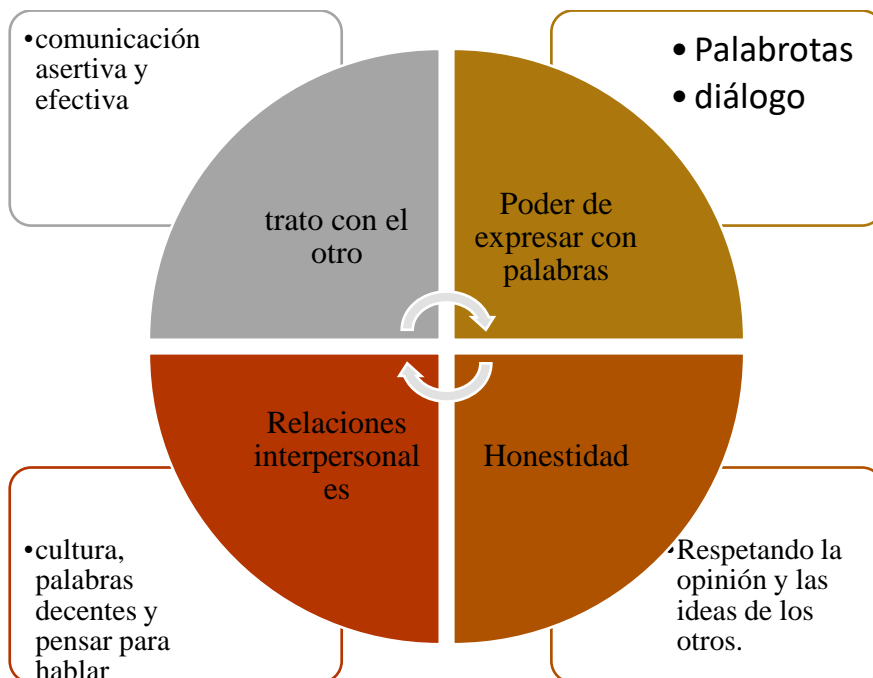 •comunicación
asertiva y
efectiva
• Palabrotas
• diálogo
trato con el
otro
Poder de
expresar con
palabras
Relaciones
interpersonal
es
Honestidad
•cultura,
palabras
decentes y
pensar para
hablar
•Respetando la
opinión y las
ideas de los
otros.